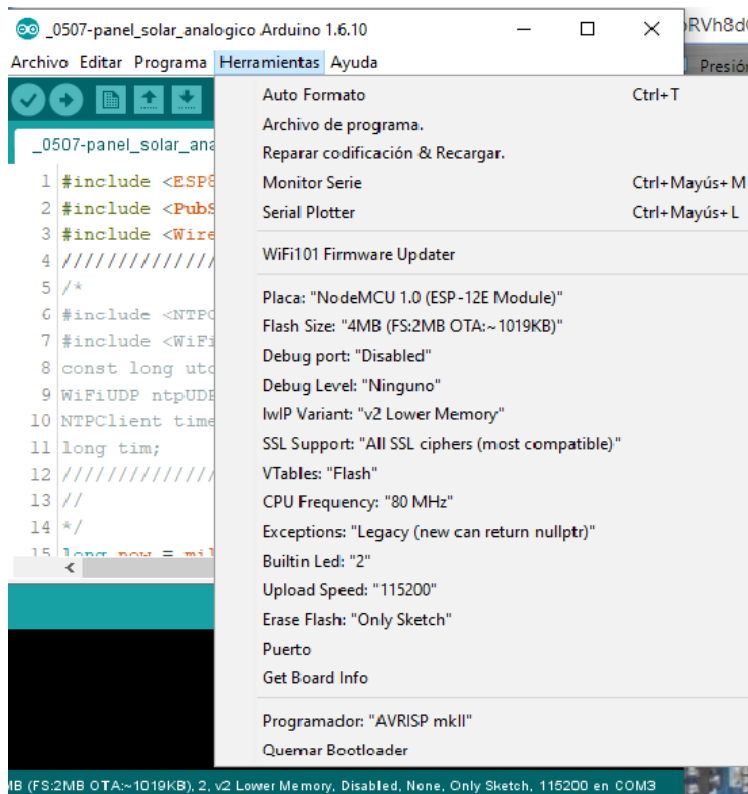 _0507-panel_solar_analogico Arduino 1.6.10
RVh8d
Archivo Editar Programa Herramientas Ayuda
Presión
Auto Formato Ctrl+T
Archivo de programa.
Reparar codificación & Recargar.
Monitor Serie Ctrl+Mayús+M
Serial Plotter Ctrl+Mayús+L
WiFi101 Firmware Updater
Placa: "NodeMCU 1.0 (ESP-12E Module)"
Flash Size: "4MB (FS:2MB OTA:~1019KB)"
Debug port: "Disabled"
Debug Level: "Ninguno"
lwIP Variant: "v2 Lower Memory"
SSL Support: "All SSL ciphers (most compatible)"
VTables: "Flash"
CPU Frequency: "80 MHz"
Exceptions: "Legacy (new can return nullptr)"
Builtin Led: "2"
Upload Speed: "115200"
Erase Flash: "Only Sketch"
Puerto
Get Board Info
Programador: "AVRISP mkII"
Quemar Bootloader
_0507-panel_solar_ana
1 #include <ESP8
2 #include <PubS
3 #include <Wire
4 //////////////
5 /*
6 #include <NTPC
7 #include <WiFi
8 const long utc
9 WiFiUDP ntpUDP
10 NTPClient time
11 long tim;
12 //////////////
13 //
14 */
15 long now = mil
MB (FS:2MB OTA:~1019KB), 2, v2 Lower Memory, Disabled, None, Only Sketch, 115200 en COM3